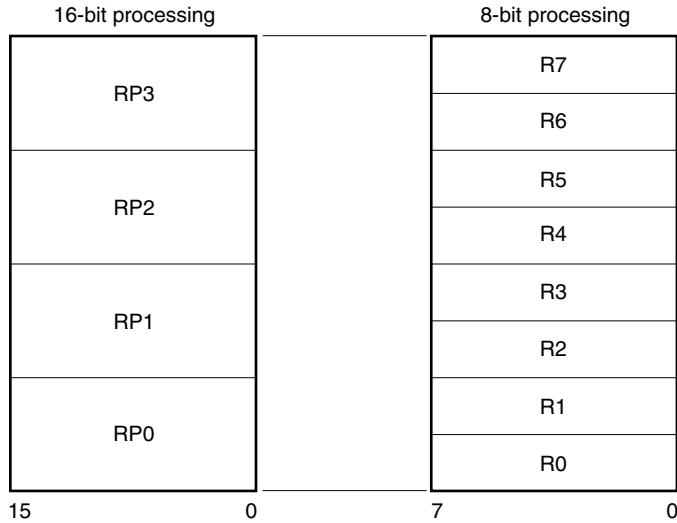 16-bit processing
8-bit processing
RP3
RP2
RP1
RP0
R7
R6
R5
R4
R3
R2
R1
R0
15 0
7 0